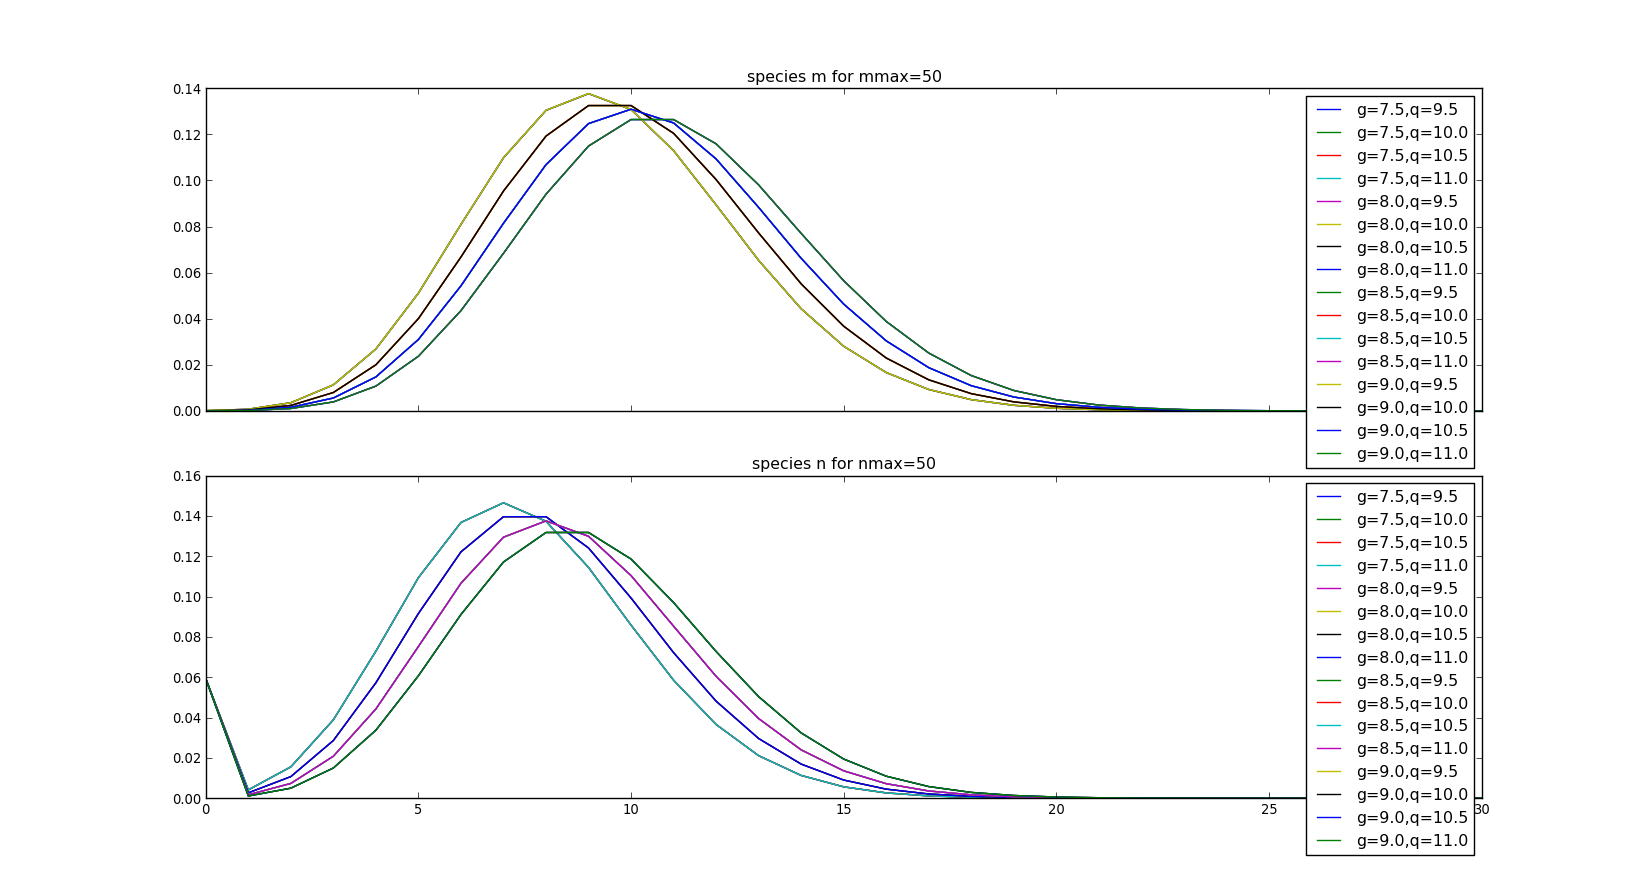 species m for mmax=50
0.14
0.12
0.10
0.08
0.06
0.04
0.02
0.00
g=7.5,q=9.5
g=7.5,q=10.0
g=7.5,q=10.5
g=7.5,q=11.0
g=8.0,q=9.5
g=8.0,q=10.0
g=8.0,q=10.5
g=8.0,q=11.0
g=8.5,q=9.5
g=8.5,q=10.0
g=8.5,q=10.5
g=8.5,q=11.0
g=9.0,q=9.5
g=9.0,q=10.0
g=9.0,q=10.5
g=9.0,q=11.0
species n for nmax=50
0.16
0.14
0.12
0.10
0.08
0.06
0.04
0.02
0.00
0 5 10 15 20 25 30
g=7.5,q=9.5
g=7.5,q=10.0
g=7.5,q=10.5
g=7.5,q=11.0
g=8.0,q=9.5
g=8.0,q=10.0
g=8.0,q=10.5
g=8.0,q=11.0
g=8.5,q=9.5
g=8.5,q=10.0
g=8.5,q=10.5
g=8.5,q=11.0
g=9.0,q=9.5
g=9.0,q=10.0
g=9.0,q=10.5
g=9.0,q=11.0